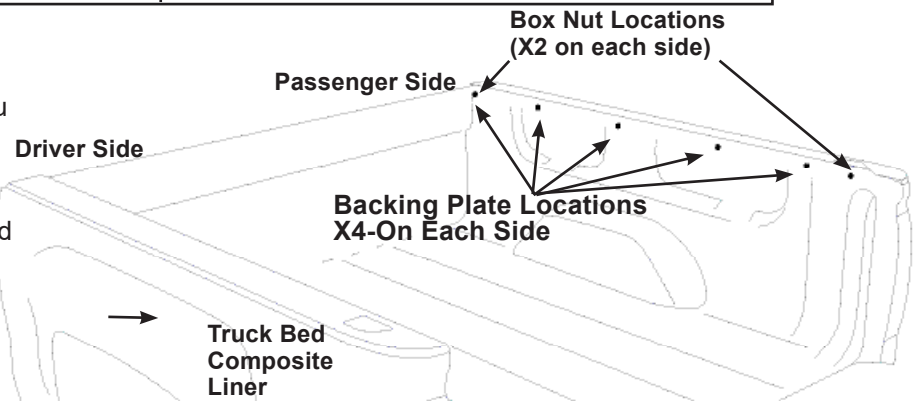 Box Nut Locations
(X2 on each side)
Passenger Side
u
Driver Side
Backing Plate Locations
X4-On Each Side
d
Truck Bed
Composite
Liner